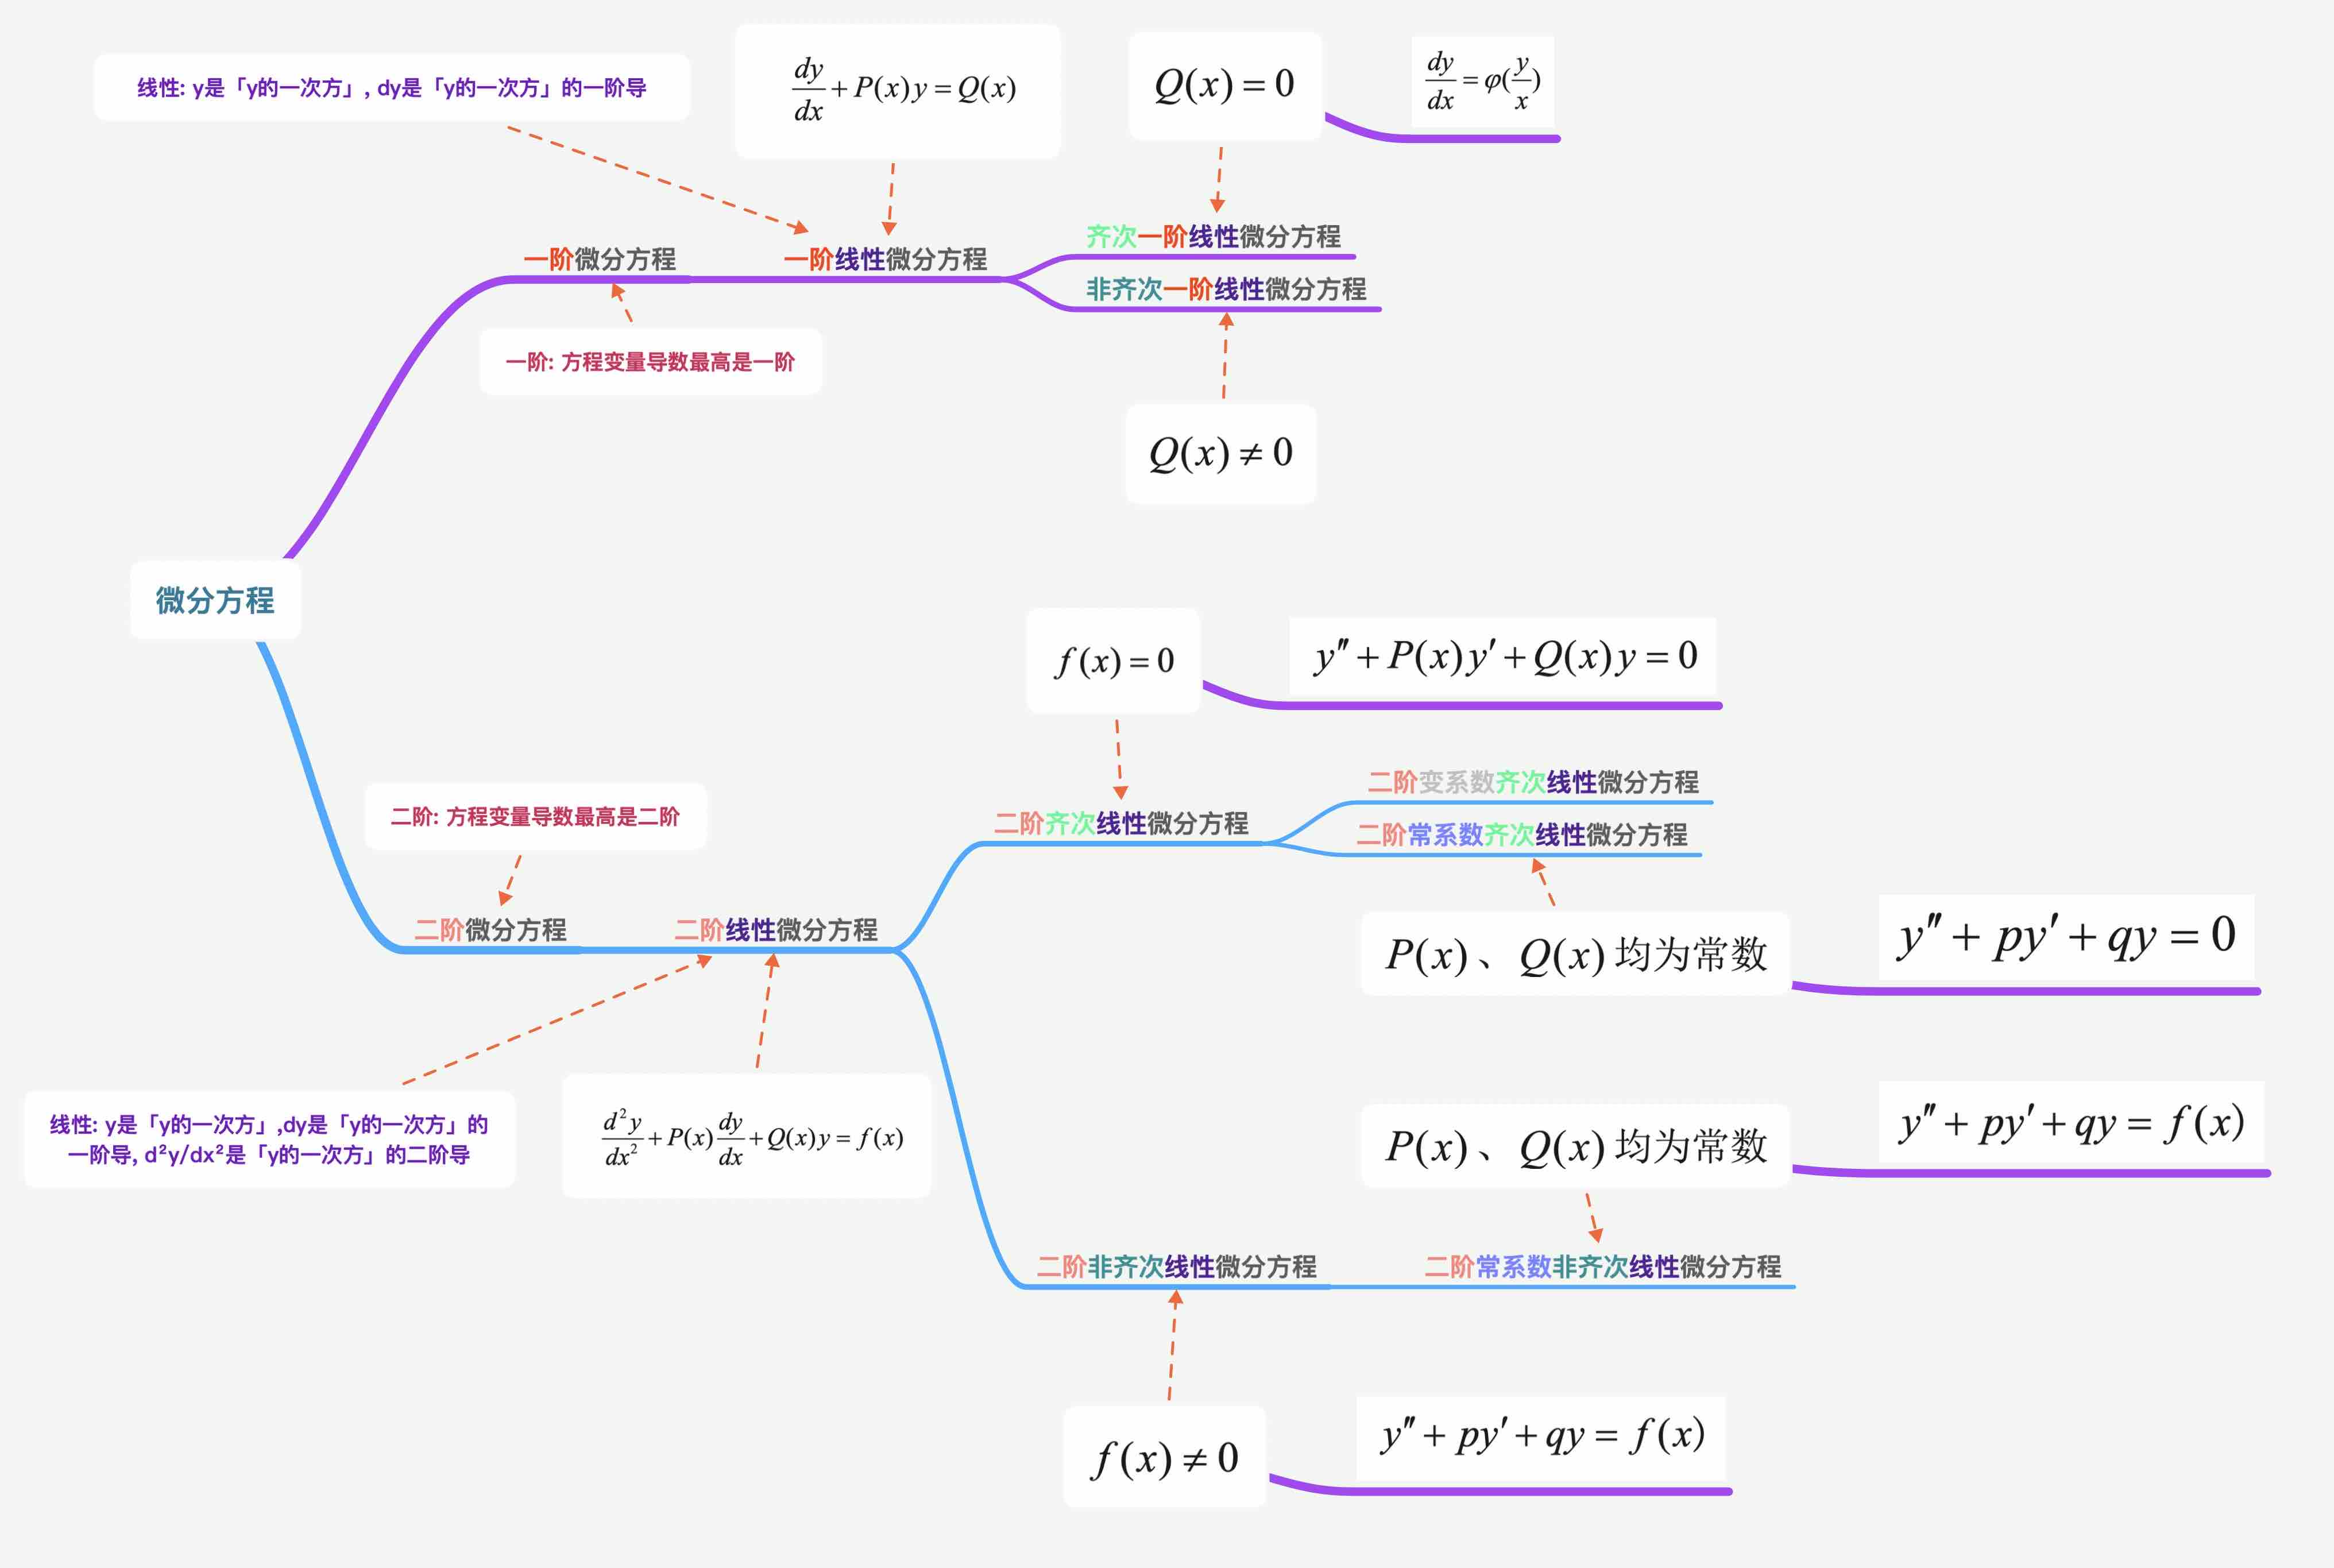 线性: y是「y的一次方」, dy是「y的一次方」的一阶导
dy/dx + P(x)y = Q(x)
Q(x) = 0
dy/dx = φ(y/x)
一阶微分方程
一阶线性微分方程
齐次一阶线性微分方程
非齐次一阶线性微分方程
一阶: 方程变量导数最高是一阶
Q(x) ≠ 0
微分方程
f(x) = 0
y″ + P(x)y′ + Q(x)y = 0
二阶: 方程变量导数最高是二阶
二阶微分方程
二阶线性微分方程
二阶齐次线性微分方程
二阶变系数齐次线性微分方程
二阶常系数齐次线性微分方程
P(x)、Q(x) 均为常数
y″ + py′ + qy = 0
线性: y是「y的一次方」,dy是「y的一次方」的
一阶导, d²y/dx²是「y的一次方」的二阶导
d²y/dx² + P(x) dy/dx + Q(x)y = f(x)
P(x)、Q(x) 均为常数
y″ + py′ + qy = f(x)
二阶非齐次线性微分方程
二阶常系数非齐次线性微分方程
f(x) ≠ 0
y″ + py′ + qy = f(x)